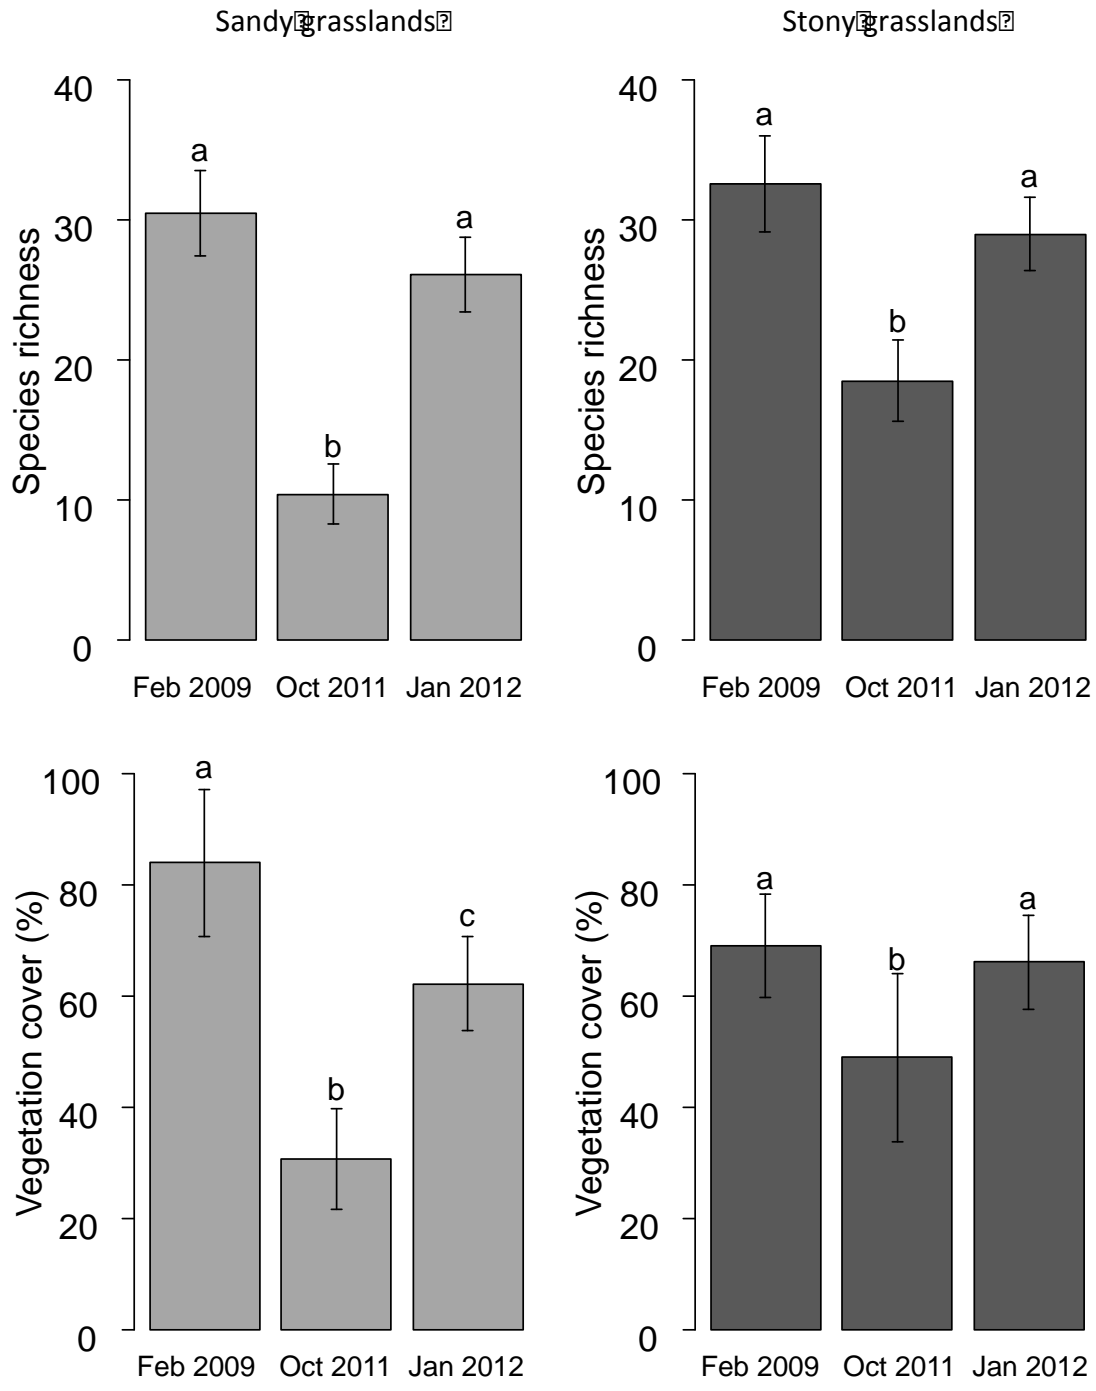 Sandy grasslands
Stony grasslands
40
30
20
10
0
Species richness
a
b
a
Feb 2009 Oct 2011 Jan 2012
40
30
20
10
0
Species richness
a
b
a
Feb 2009 Oct 2011 Jan 2012
100
80
60
40
20
0
Vegetation cover (%)
a
b
c
Feb 2009 Oct 2011 Jan 2012
100
80
60
40
20
0
Vegetation cover (%)
a
b
a
Feb 2009 Oct 2011 Jan 2012